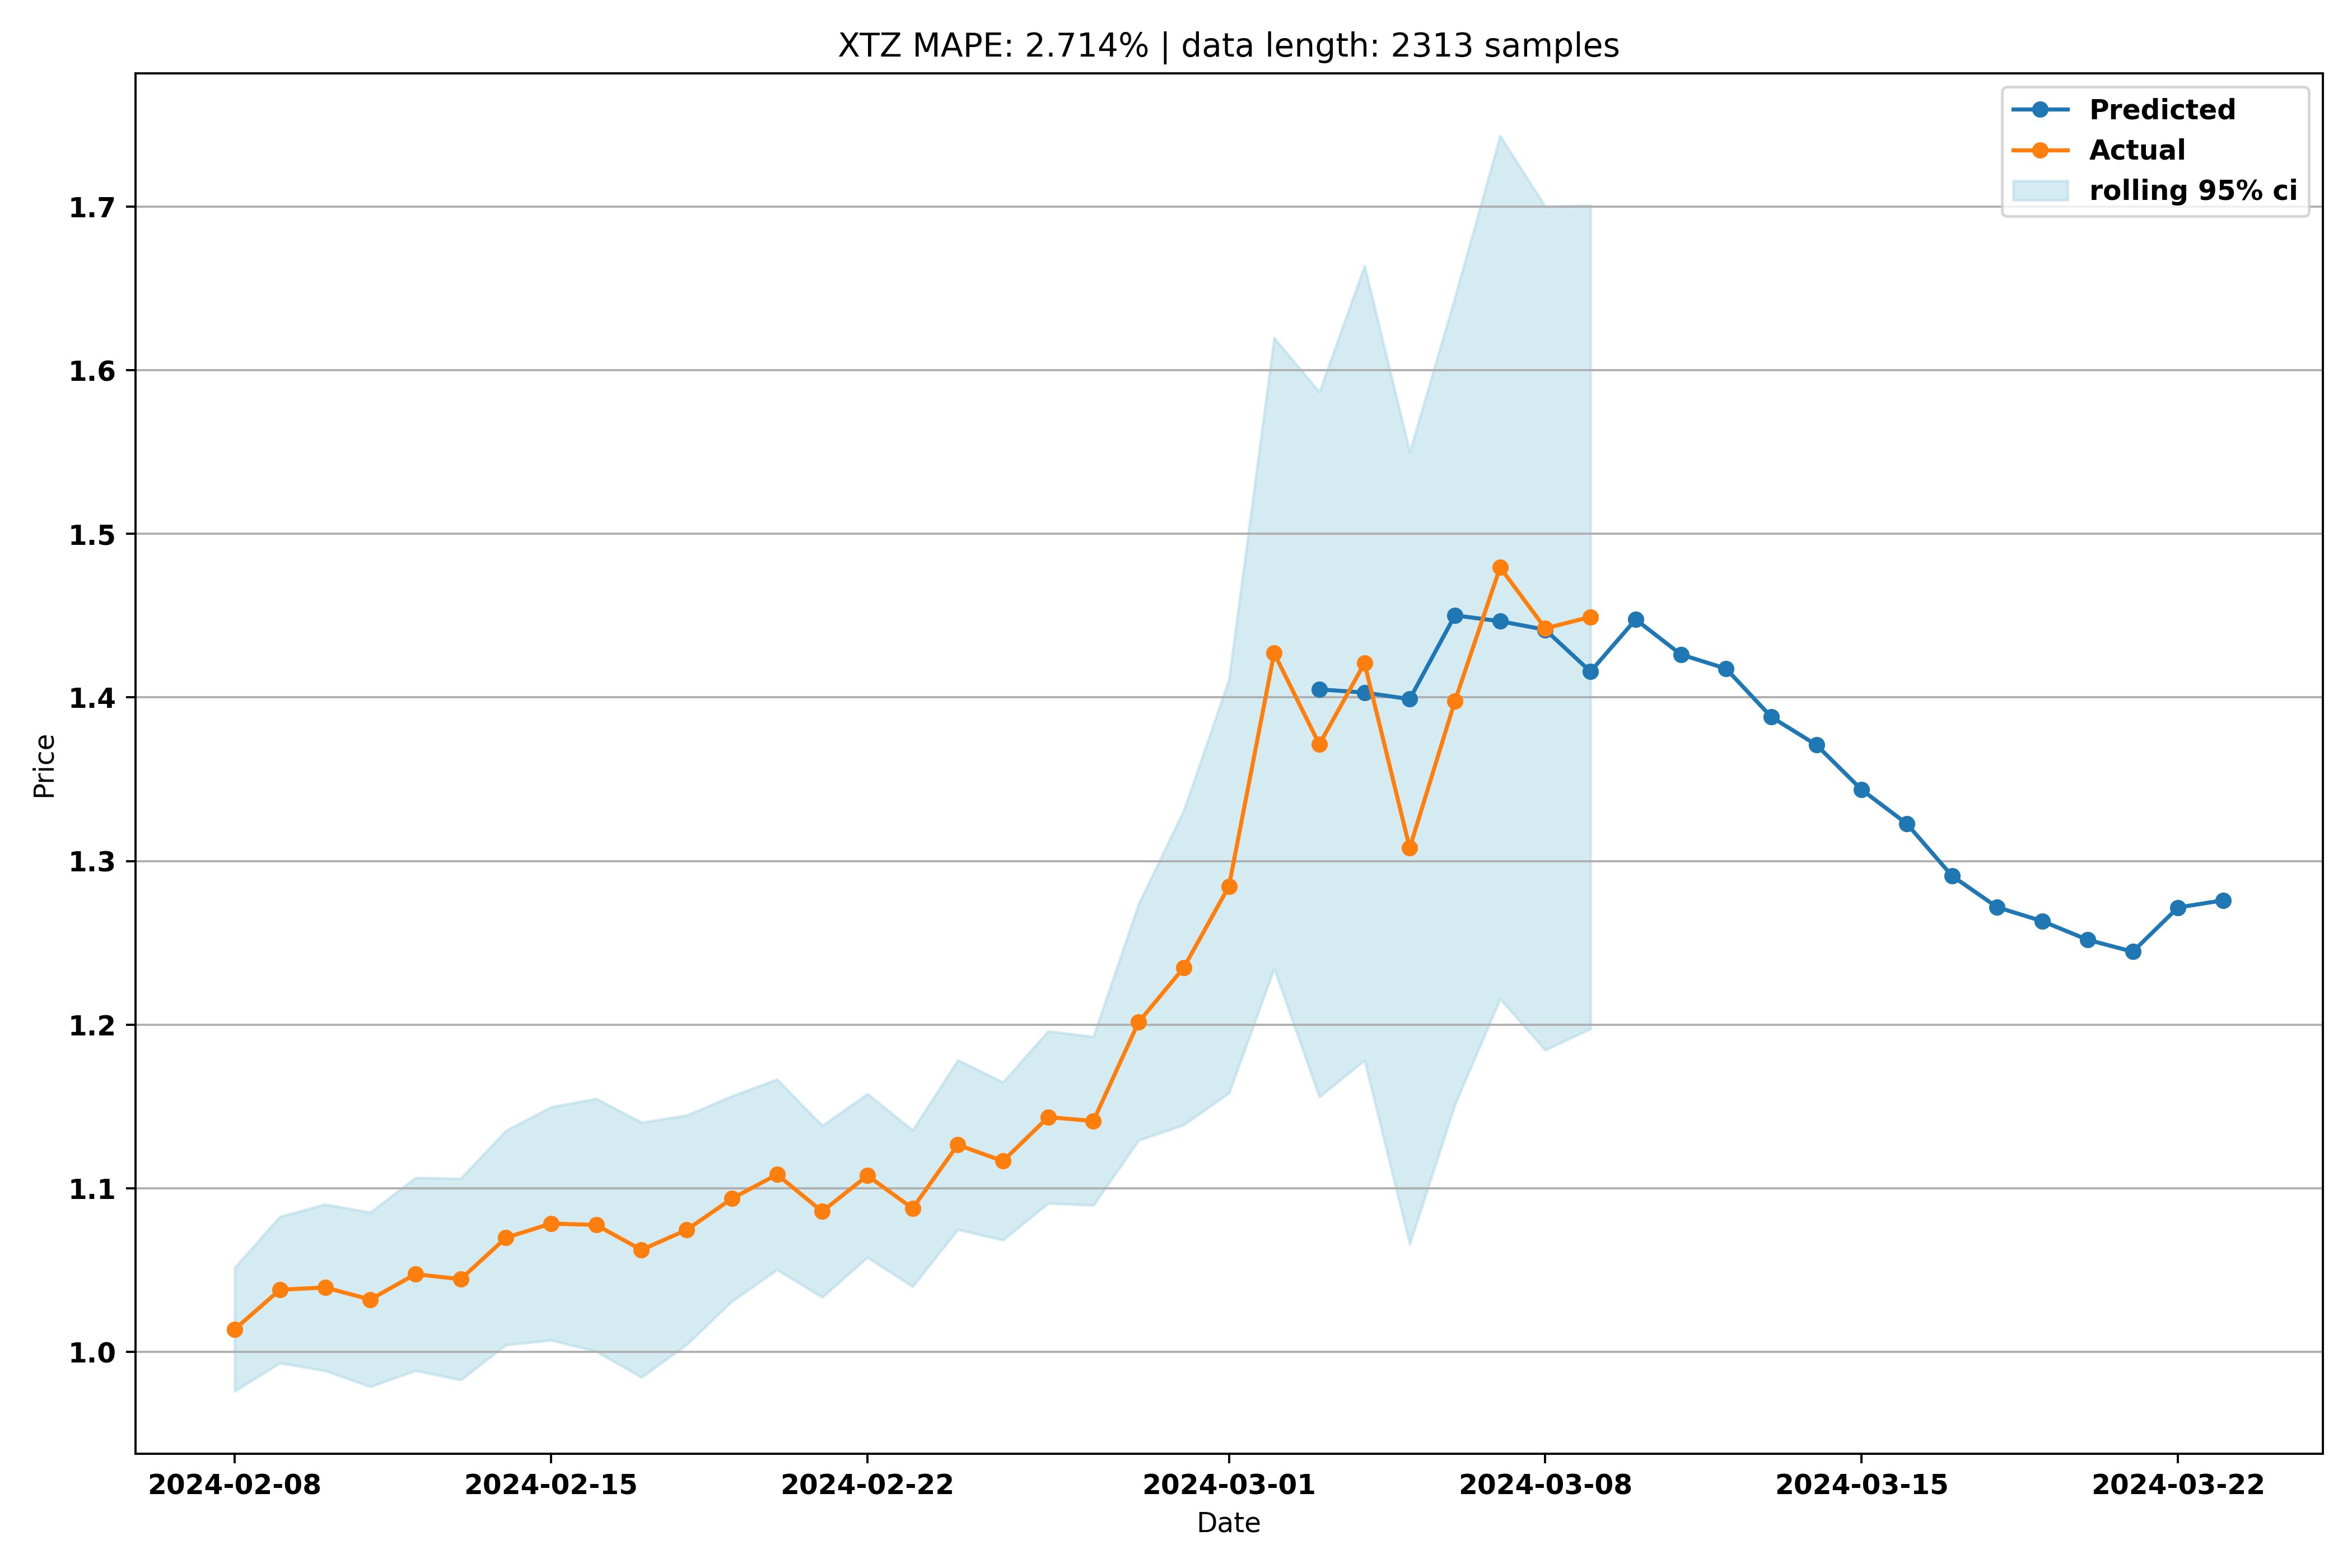 XTZ MAPE: 2.714% | data length: 2313 samples
Predicted
Actual
rolling 95% ci
1.7
1.6
1.5
1.4
1.3
1.2
1.1
1.0
Price
2024-02-08 2024-02-15 2024-02-22 2024-03-01 2024-03-08 2024-03-15 2024-03-22
Date